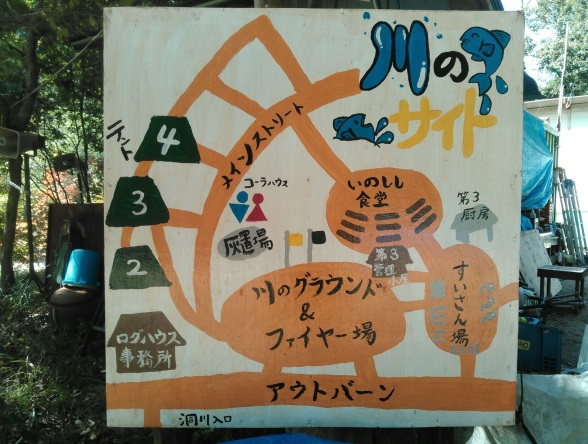 川の
サイト
メインストリート
テント
4
3
2
コーラハウス
灰置場
いのしし
食堂
第3
厨房
第3
管理
小屋
川のグラウンド
&
ファイヤー場
すいさん場
ログハウス
事務所
アウトバーン
洞川入口